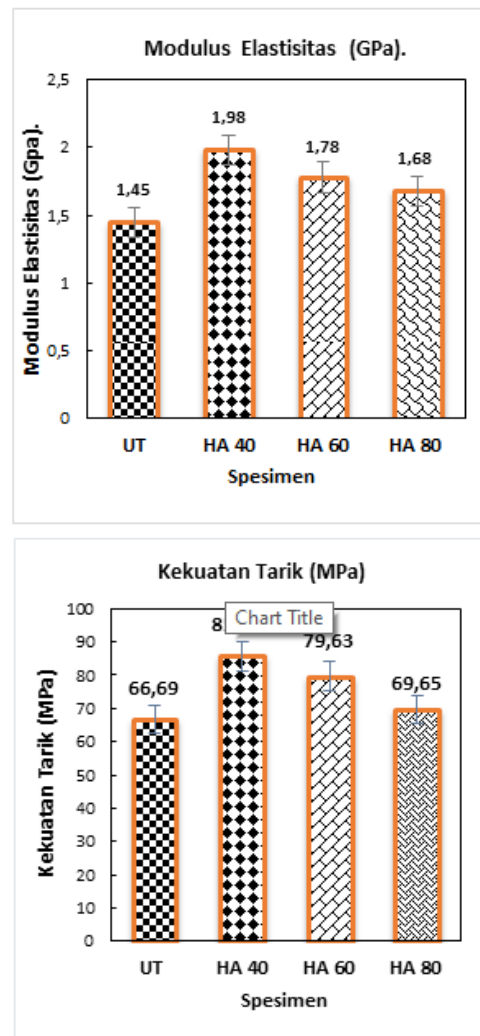 Modulus Elastisitas (GPa).
2,5
2
1,5
1
0,5
0
Modulus Elastisitas (Gpa).
1,45
1,98
1,78
1,68
UT HA 40 HA 60 HA 80
Spesimen
Kekuatan Tarik (MPa)
Chart Title
100
90
80
70
60
50
40
30
20
10
0
Kekuatan Tarik (MPa)
66,69
79,63
69,65
UT HA 40 HA 60 HA 80
Spesimen